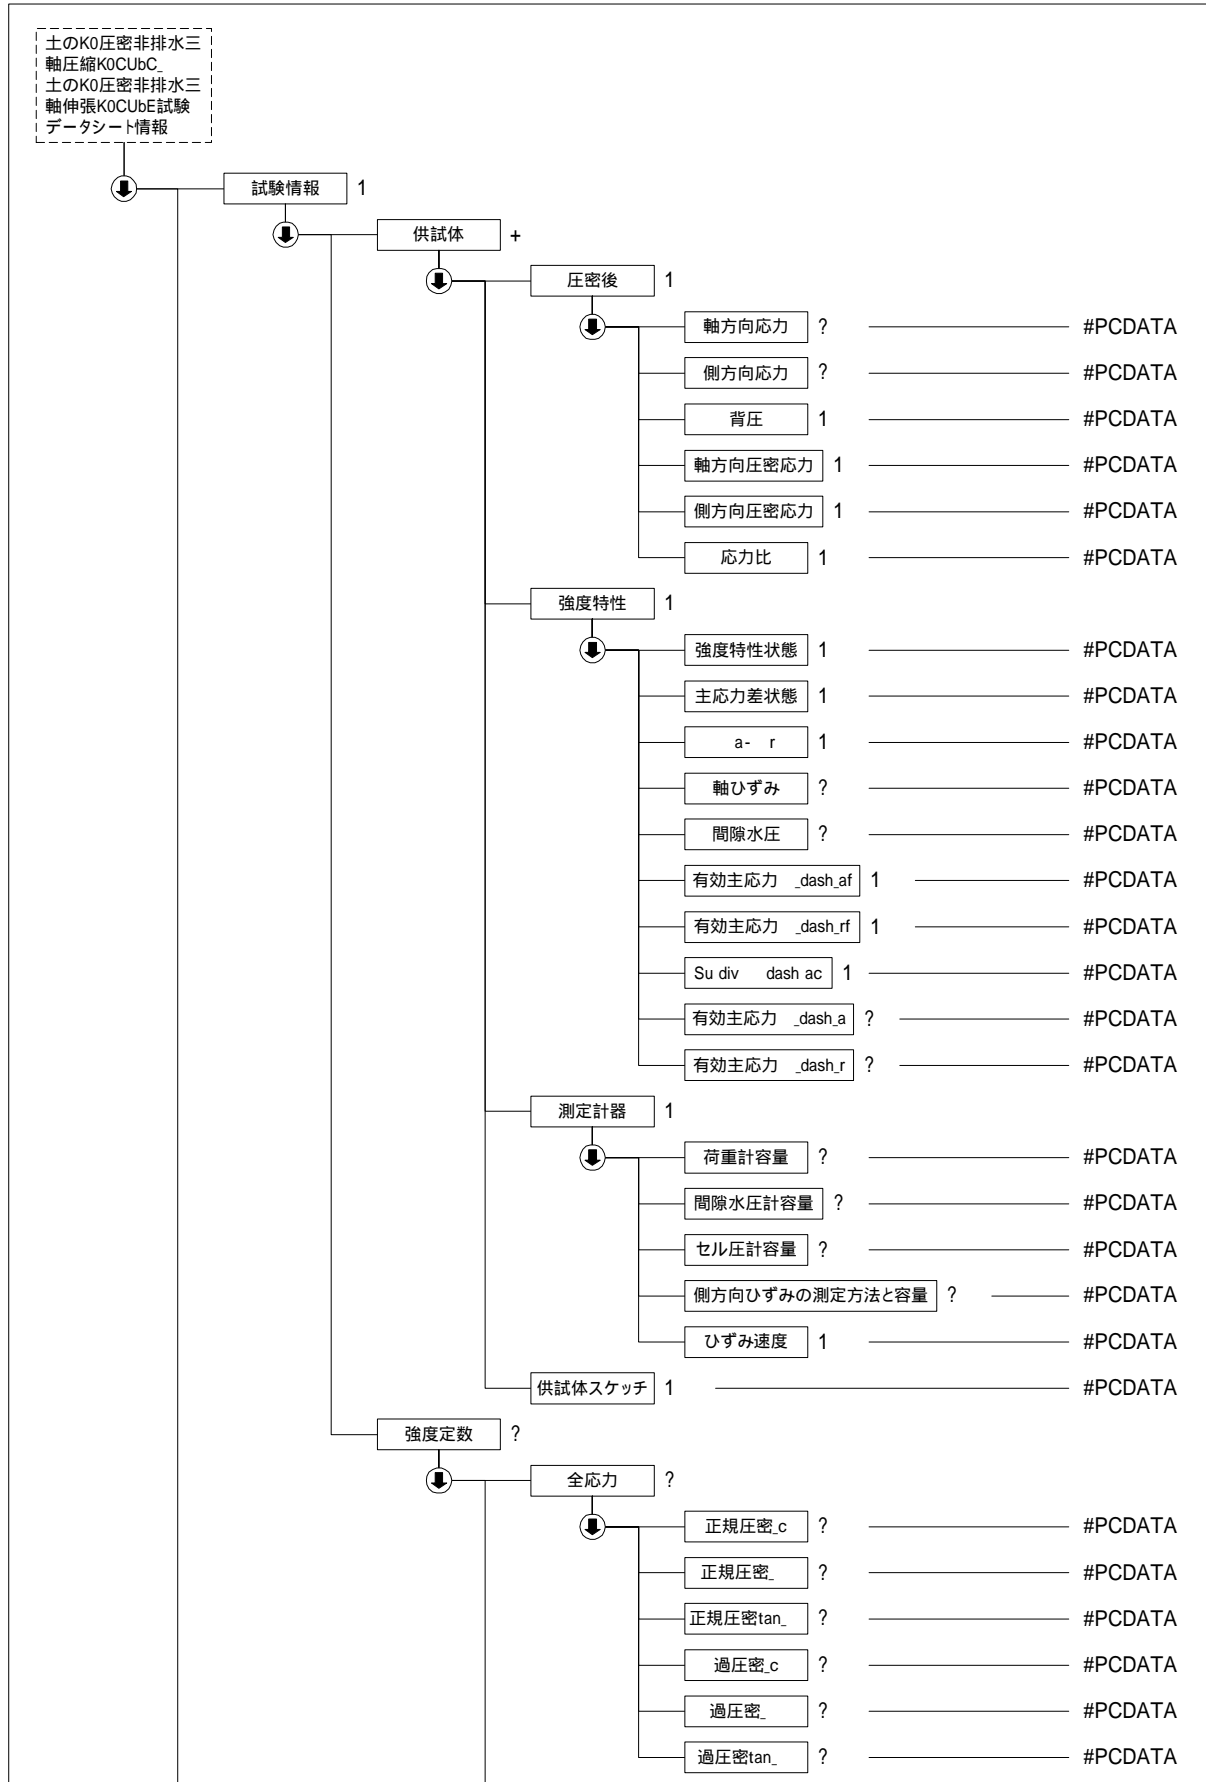 土のK0圧密非排水三
軸圧縮K0CUbC_
土のK0圧密非排水三
軸伸張K0CUbE試験
データシート情報
試験情報 1
供試体 +
圧密後 1
軸方向応力 ? #PCDATA
側方向応力 ? #PCDATA
背圧 1 #PCDATA
軸方向圧密応力 1 #PCDATA
側方向圧密応力 1 #PCDATA
応力比 1 #PCDATA
強度特性 1
強度特性状態 1 #PCDATA
主応力差状態 1 #PCDATA
a- r 1 #PCDATA
軸ひずみ ? #PCDATA
間隙水圧 ? #PCDATA
有効主応力 _dash_af 1 #PCDATA
有効主応力 _dash_rf 1 #PCDATA
Su div dash ac 1 #PCDATA
有効主応力 _dash_a ? #PCDATA
有効主応力 _dash_r ? #PCDATA
測定計器 1
荷重計容量 ? #PCDATA
間隙水圧計容量 ? #PCDATA
セル圧計容量 ? #PCDATA
側方向ひずみの測定方法と容量 ? #PCDATA
ひずみ速度 1 #PCDATA
供試体スケッチ 1 #PCDATA
強度定数 ?
全応力 ?
正規圧密_c ? #PCDATA
正規圧密_ ? #PCDATA
正規圧密tan_ ? #PCDATA
過圧密_c ? #PCDATA
過圧密_ ? #PCDATA
過圧密tan_ ? #PCDATA